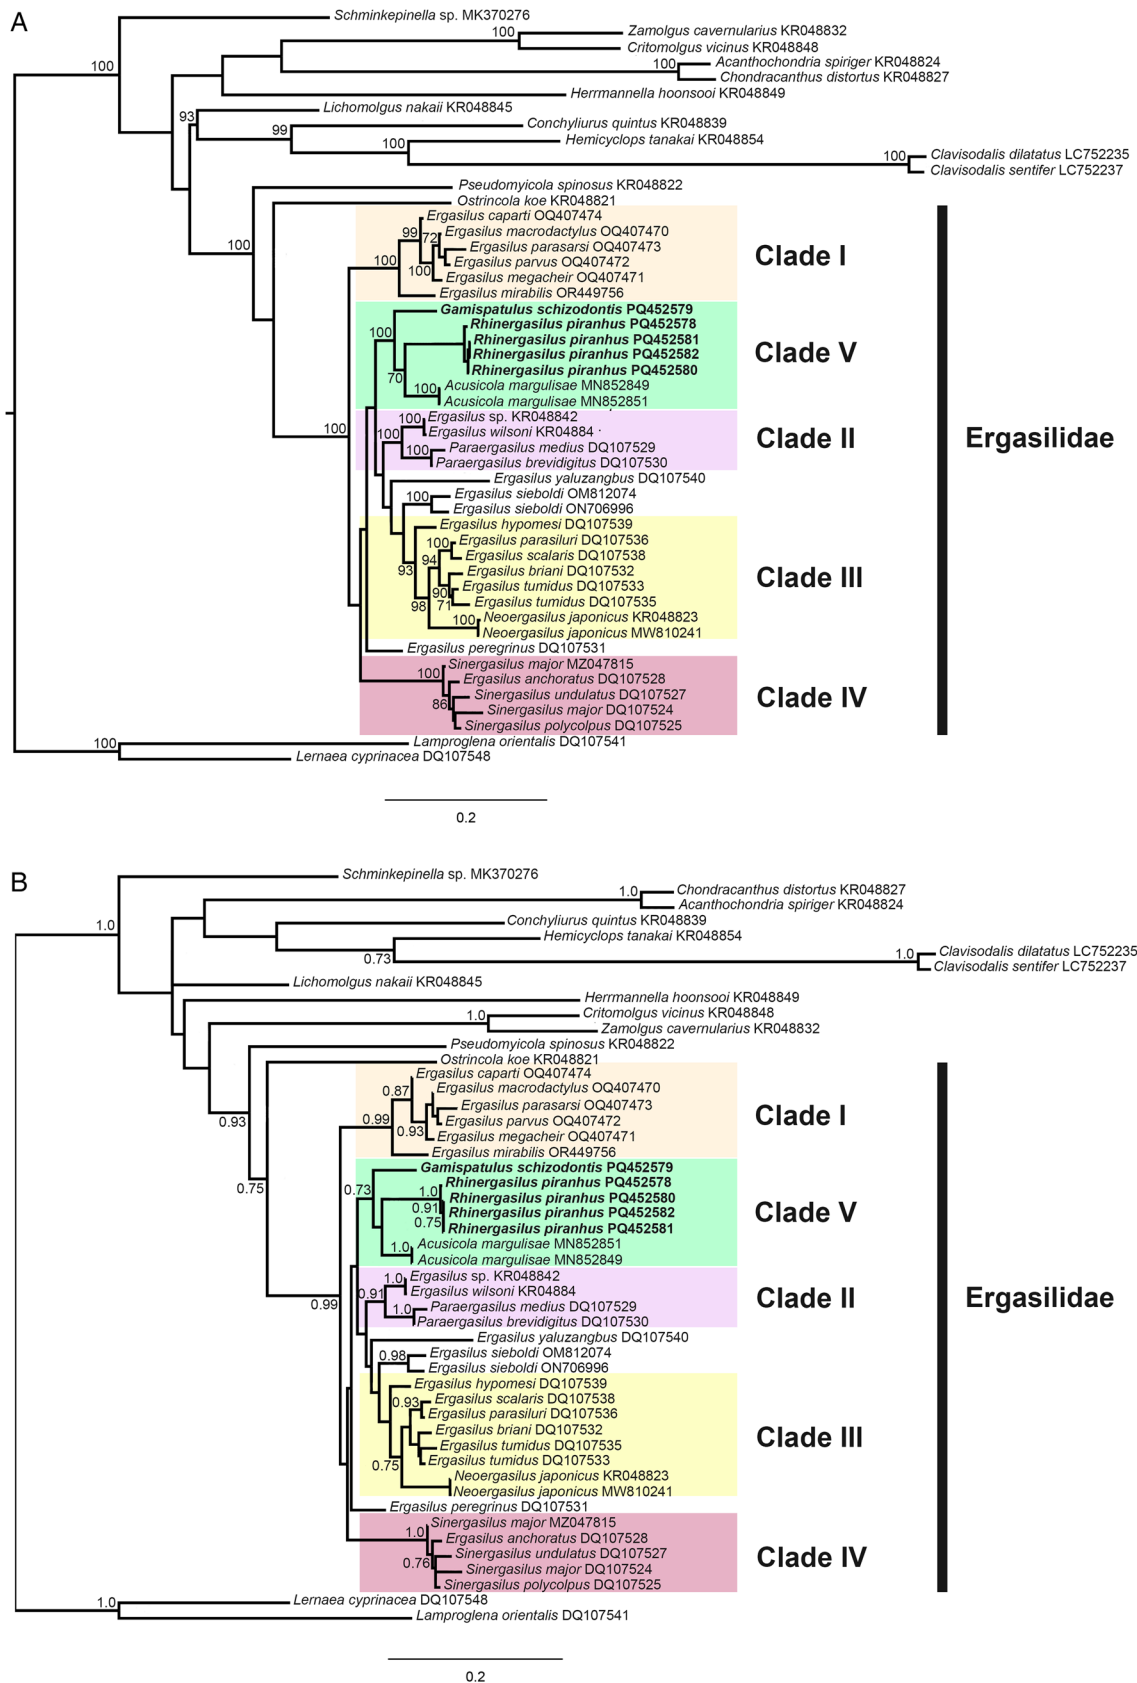 A
Schminkepinella sp. MK370276
100
Zamolgus cavernularius KR048832
Critomolgus vicinus KR048848
100
100
Acanthochondria spiriger KR048824
Chondracanthus distortus KR048827
Herrmannella hoonsooi KR048849
Lichomolgus nakaii KR048845
93
Conchyliurus quintus KR048839
99
Hemicyclops tanakai KR048854
100
100
Clavisodalis dilatatus LC752235
Clavisodalis sentifer LC752237
Pseudomyicola spinosus KR048822
Ostrincola koe KR048821
100
Ergasilus caparti OQ407474
99
72
Ergasilus macrodactylus OQ407470
Ergasilus parasarsi OQ407473
Clade I
100
100
Ergasilus parvus OQ407472
Ergasilus megacheir OQ407471
Ergasilus mirabilis OR449756
Gamispatulus schizodontis PQ452579
Rhinergasilus piranhus PQ452578
100
Rhinergasilus piranhus PQ452581
Clade V
Rhinergasilus piranhus PQ452582
Rhinergasilus piranhus PQ452580
70
100
Acusicola margulisae MN852849
Acusicola margulisae MN852851
100
100
Ergasilus sp. KR048842
Ergasilus wilsoni KR04884
100
Clade II
Ergasilidae
100
Paraergasilus medius DQ107529
Paraergasilus brevidigitus DQ107530
Ergasilus yaluzangbus DQ107540
100
Ergasilus sieboldi OM812074
Ergasilus sieboldi ON706996
Ergasilus hypomesi DQ107539
100
Ergasilus parasiluri DQ107536
94
Ergasilus scalaris DQ107538
93
Ergasilus briani DQ107532
Clade III
90
Ergasilus tumidus DQ107533
98
71
Ergasilus tumidus DQ107535
100
Neoergasilus japonicus KR048823
Neoergasilus japonicus MW810241
Ergasilus peregrinus DQ107531
100
Sinergasilus major MZ047815
Ergasilus anchoratus DQ107528
Sinergasilus undulatus DQ107527
Clade IV
86
Sinergasilus major DQ107524
Sinergasilus polycolpus DQ107525
100
Lamproglena orientalis DQ107541
Lernaea cyprinacea DQ107548
0.2
B
Schminkepinella sp. MK370276
1.0
Chondracanthus distortus KR048827
Acanthochondria spiriger KR048824
1.0
Conchyliurus quintus KR048839
Hemicyclops tanakai KR048854
0.73
1.0
Clavisodalis dilatatus LC752235
Clavisodalis sentifer LC752237
Lichomolgus nakaii KR048845
Herrmannella hoonsooi KR048849
1.0
Critomolgus vicinus KR048848
Zamolgus cavernularius KR048832
Pseudomyicola spinosus KR048822
Ostrincola koe KR048821
0.93
Ergasilus caparti OQ407474
0.87
Ergasilus macrodactylus OQ407470
Ergasilus parasarsi OQ407473
Clade I
0.99
0.93
Ergasilus parvus OQ407472
Ergasilus megacheir OQ407471
Ergasilus mirabilis OR449756
0.75
Gamispatulus schizodontis PQ452579
0.73
1.0
Rhinergasilus piranhus PQ452578
Rhinergasilus piranhus PQ452580
0.91
Rhinergasilus piranhus PQ452582
Clade V
0.75
Rhinergasilus piranhus PQ452581
1.0
Acusicola margulisae MN852851
Acusicola margulisae MN852849
1.0
Ergasilus sp. KR048842
0.91
Ergasilus wilsoni KR04884
0.99
Clade II
Ergasilidae
1.0
Paraergasilus medius DQ107529
Paraergasilus brevidigitus DQ107530
Ergasilus yaluzangbus DQ107540
0.98
Ergasilus sieboldi OM812074
Ergasilus sieboldi ON706996
Ergasilus hypomesi DQ107539
0.93
Ergasilus scalaris DQ107538
Ergasilus parasiluri DQ107536
Ergasilus briani DQ107532
Clade III
Ergasilus tumidus DQ107535
0.75
Ergasilus tumidus DQ107533
Neoergasilus japonicus KR048823
Neoergasilus japonicus MW810241
Ergasilus peregrinus DQ107531
1.0
Sinergasilus major MZ047815
Ergasilus anchoratus DQ107528
Sinergasilus undulatus DQ107527
Clade IV
0.76
Sinergasilus major DQ107524
Sinergasilus polycolpus DQ107525
1.0
Lernaea cyprinacea DQ107548
Lamproglena orientalis DQ107541
0.2